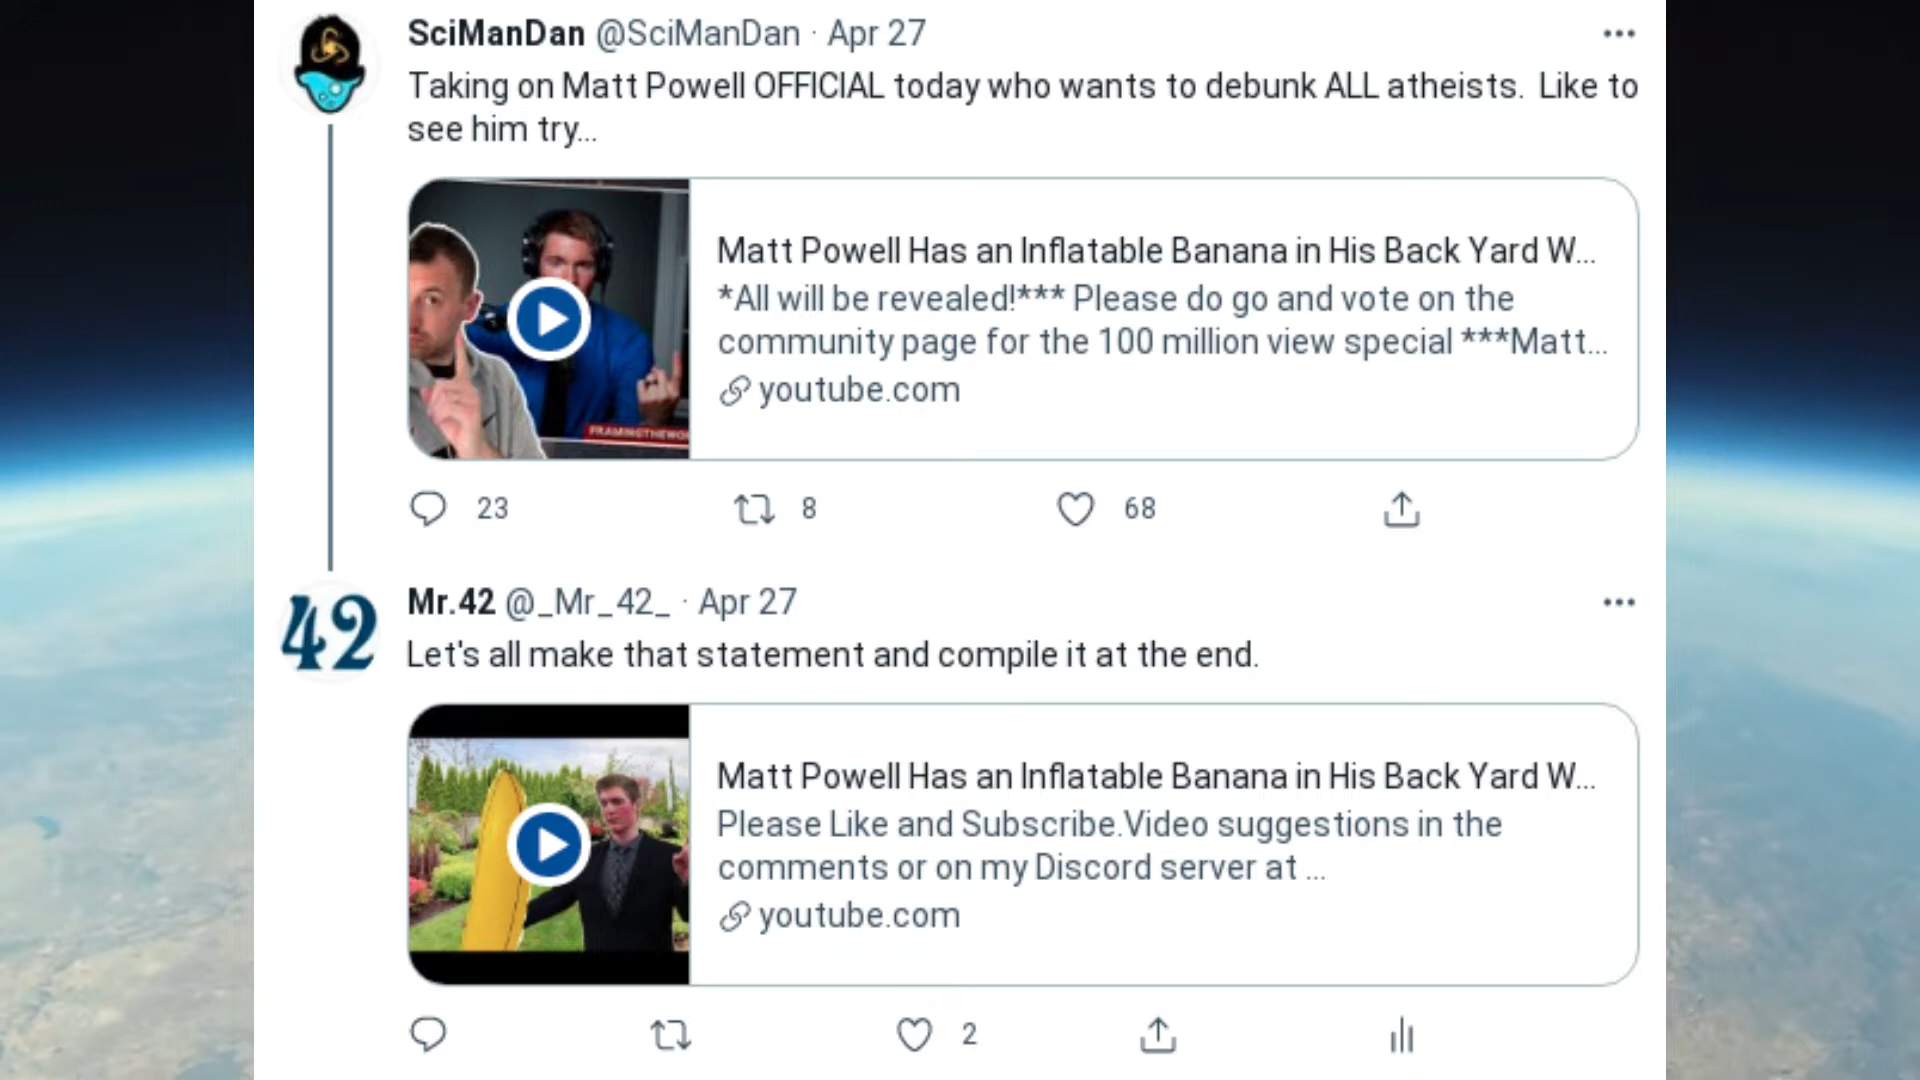 SciManDan @SciManDan · Apr 27
Taking on Matt Powell OFFICIAL today who wants to debunk ALL atheists. Like to
see him try...
Matt Powell Has an Inflatable Banana in His Back Yard W...
*All will be revealed!*** Please do go and vote on the
community page for the 100 million view special ***Matt...
youtube.com
23 8 68
42
Mr.42 @_Mr_42_ · Apr 27
Let's all make that statement and compile it at the end.
Matt Powell Has an Inflatable Banana in His Back Yard W...
Please Like and Subscribe.Video suggestions in the
comments or on my Discord server at ...
youtube.com
2